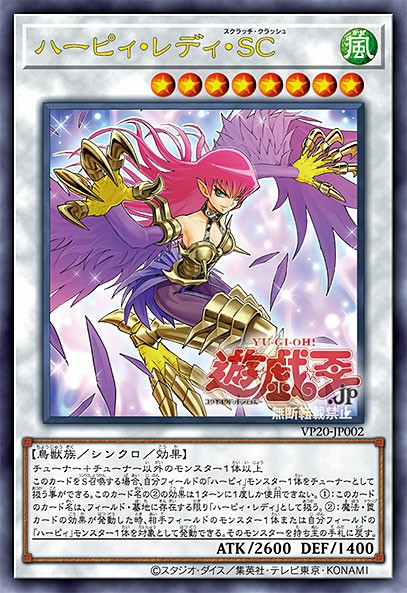 スクラッチ・クラッシュ
ハーピィ・レディ・SC
かぜ
風
YU-GI-OH!
遊戯王.jp
無断転載禁止
VP20-JP002
【鳥獣族/シンクロ/効果】
チューナー+チューナー以外のモンスター1体以上
このカードをS召喚する場合、自分フィールドの「ハーピィ」モンスター1体をチューナーとして
扱う事ができる。このカード名の②の効果は1ターンに1度しか使用できない。①:このカード
のカード名は、フィールド・墓地に存在する限り「ハーピィ・レディ」として扱う。②:魔法・罠
カードの効果が発動した時、相手フィールドのモンスター1体または自分フィールドの
「ハーピィ」モンスター1体を対象として発動できる。そのモンスターを持ち主の手札に戻す。
ATK/2600 DEF/1400
©スタジオ・ダイス/集英社・テレビ東京・KONAMI